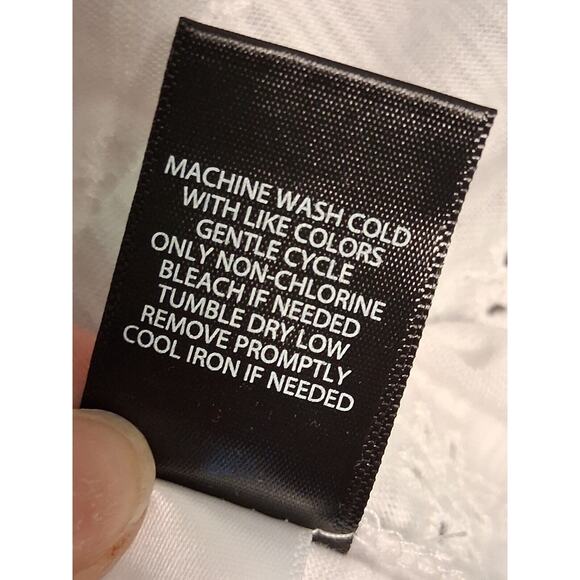 MACHINE WASH COLD
WITH LIKE COLORS
GENTLE CYCLE
ONLY NON-CHLORINE
BLEACH IF NEEDED
TUMBLE DRY LOW
REMOVE PROMPTLY
COOL IRON IF NEEDED